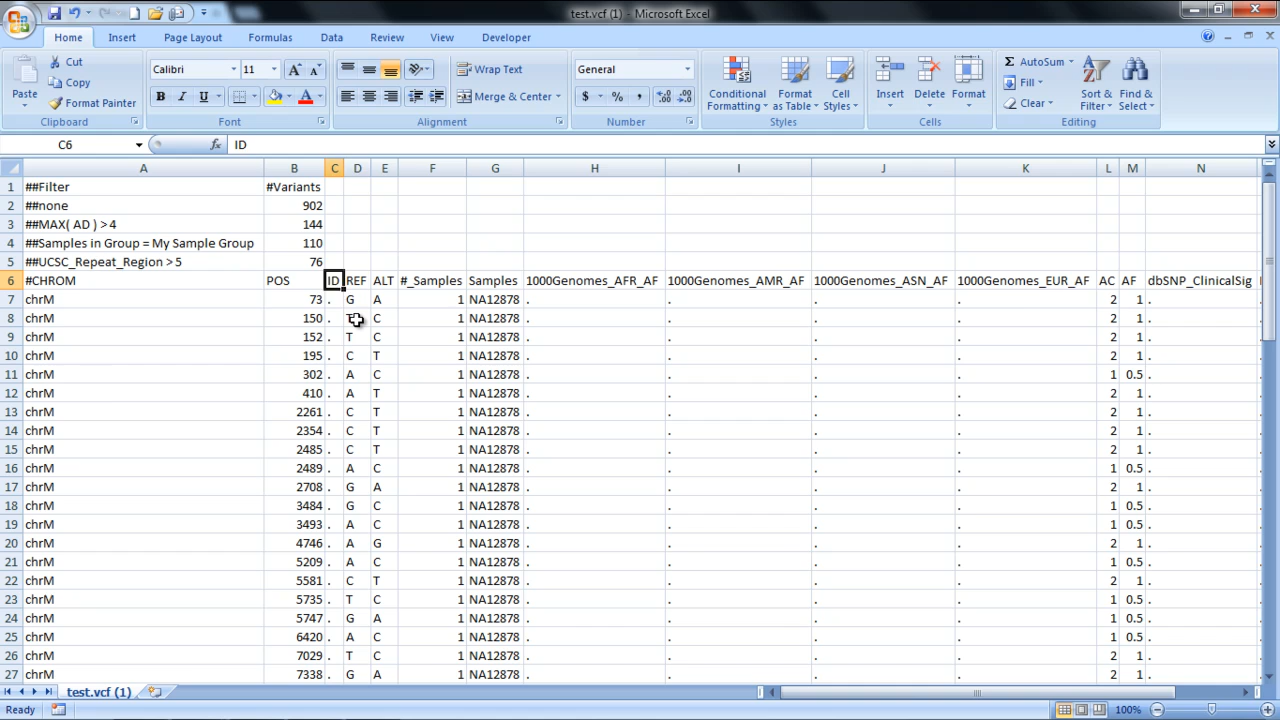 test.vcf (1) - Microsoft Excel
Home Insert Page Layout Formulas Data Review View Developer
Paste Cut Calibri 11 Wrap Text General Conditional Formatting Format as Table Cell Styles Insert Delete Format AutoSum Sort & Filter Find & Select
Copy Fill
Format Painter B I U A Merge & Center $ % , Clear
Clipboard Font Alignment Number Styles Cells Editing
C6 fx ID
A B C D E F G H I J K L M N
1 ##Filter #Variants
2 ##none 902
3 ##MAX( AD ) > 4 144
4 ##Samples in Group = My Sample Group 110
5 ##UCSC_Repeat_Region > 5 76
6 #CHROM POS ID REF ALT #_Samples Samples 1000Genomes_AFR_AF 1000Genomes_AMR_AF 1000Genomes_ASN_AF 1000Genomes_EUR_AF AC AF dbSNP_ClinicalSig
7 chrM 73 . G A 1 NA12878 . . . . 2 1 .
8 chrM 150 . T C 1 NA12878 . . . . 2 1 .
9 chrM 152 . T C 1 NA12878 . . . . 2 1 .
10 chrM 195 . C T 1 NA12878 . . . . 2 1 .
11 chrM 302 . A C 1 NA12878 . . . . 1 0.5 .
12 chrM 410 . A T 1 NA12878 . . . . 2 1 .
13 chrM 2261 . C T 1 NA12878 . . . . 2 1 .
14 chrM 2354 . C T 1 NA12878 . . . . 2 1 .
15 chrM 2485 . C T 1 NA12878 . . . . 2 1 .
16 chrM 2489 . A C 1 NA12878 . . . . 1 0.5 .
17 chrM 2708 . G A 1 NA12878 . . . . 2 1 .
18 chrM 3484 . G C 1 NA12878 . . . . 1 0.5 .
19 chrM 3493 . A C 1 NA12878 . . . . 1 0.5 .
20 chrM 4746 . A G 1 NA12878 . . . . 2 1 .
21 chrM 5209 . A C 1 NA12878 . . . . 1 0.5 .
22 chrM 5581 . C T 1 NA12878 . . . . 2 1 .
23 chrM 5735 . T C 1 NA12878 . . . . 1 0.5 .
24 chrM 5747 . G A 1 NA12878 . . . . 1 0.5 .
25 chrM 6420 . A C 1 NA12878 . . . . 1 0.5 .
26 chrM 7029 . T C 1 NA12878 . . . . 2 1 .
27 chrM 7338 . G A 1 NA12878 . . . . 2 1 .
test.vcf (1)
Ready 100%